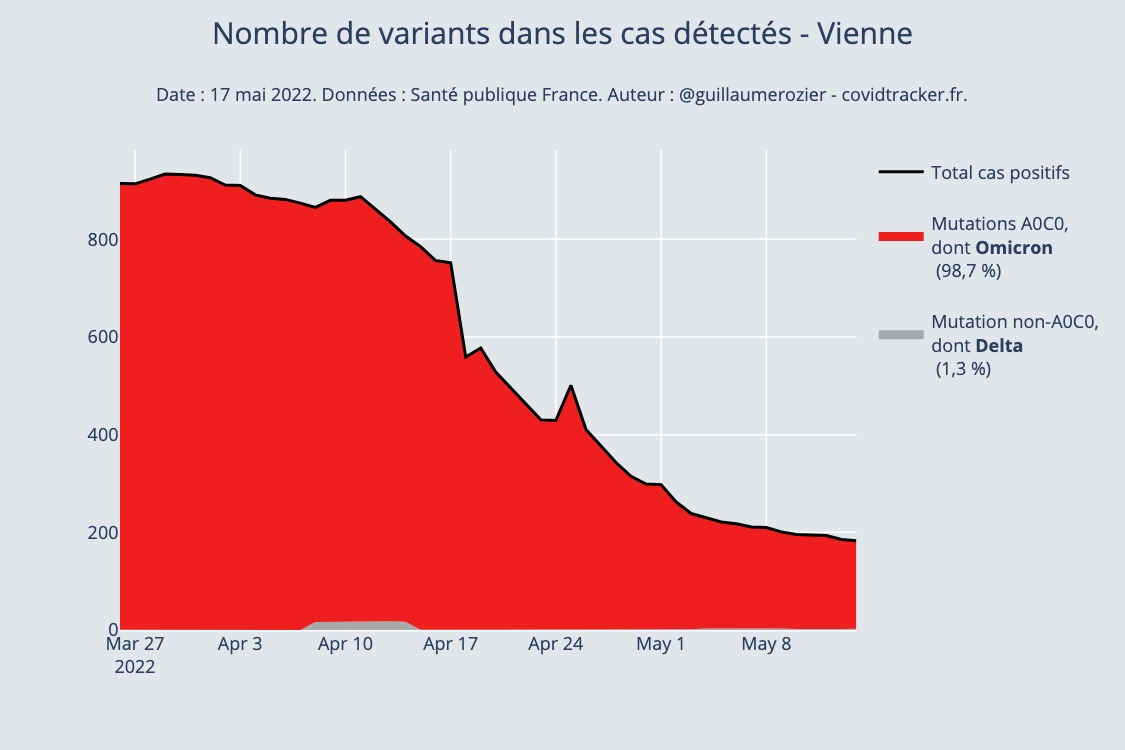 Nombre de variants dans les cas détectés - Vienne
Date : 17 mai 2022. Données : Santé publique France. Auteur : @guillaumerozier - covidtracker.fr.
800
600
400
200
0
Mar 27
2022
Apr 3
Apr 10
Apr 17
Apr 24
May 1
May 8
Total cas positifs
Mutations A0C0,
dont Omicron
(98,7 %)
Mutation non-A0C0,
dont Delta
(1,3 %)